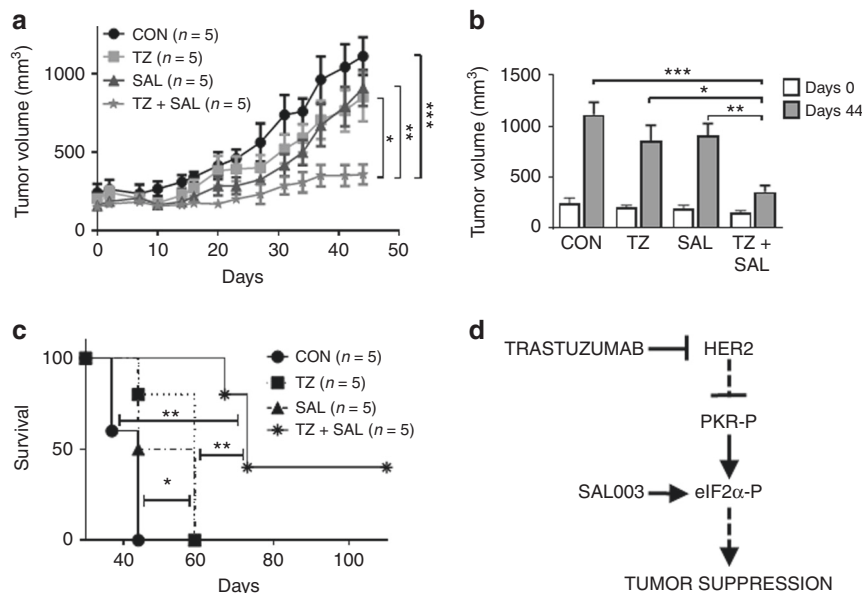 a
Tumor volume (mm³)
1000
500
0
0 10 20 30 40 50
Days
CON (n = 5)
TZ (n = 5)
SAL (n = 5)
TZ + SAL (n = 5)
*
**
***
b
Tumor volume (mm³)
1500
1000
500
0
***
*
**
Days 0
Days 44
CON TZ SAL TZ +
SAL
c
Survival
100
50
0
40 60 80 100
Days
**
**
*
CON (n = 5)
TZ (n = 5)
SAL (n = 5)
TZ + SAL (n = 5)
d
TRASTUZUMAB HER2
PKR-P
SAL003 eIF2α-P
TUMOR SUPPRESSION